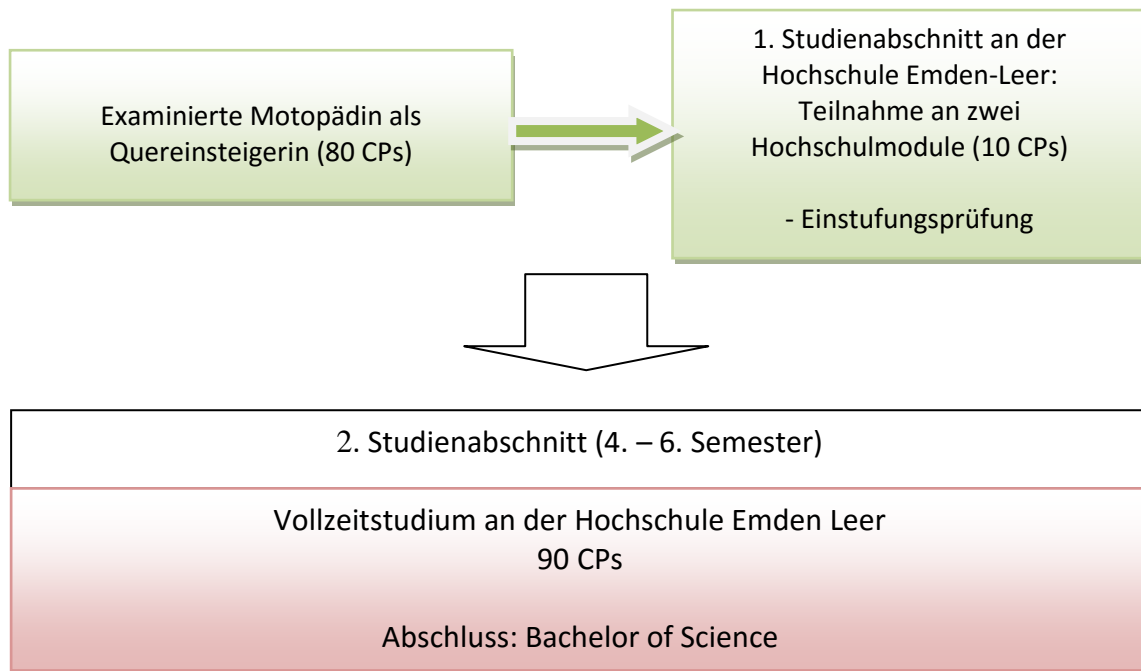 Examinierte Motopädin als
Quereinsteigerin (80 CPs)
1. Studienabschnitt an der
Hochschule Emden-Leer:
Teilnahme an zwei
Hochschulmodule (10 CPs)
- Einstufungsprüfung
2. Studienabschnitt (4. – 6. Semester)
Vollzeitstudium an der Hochschule Emden Leer
90 CPs
Abschluss: Bachelor of Science